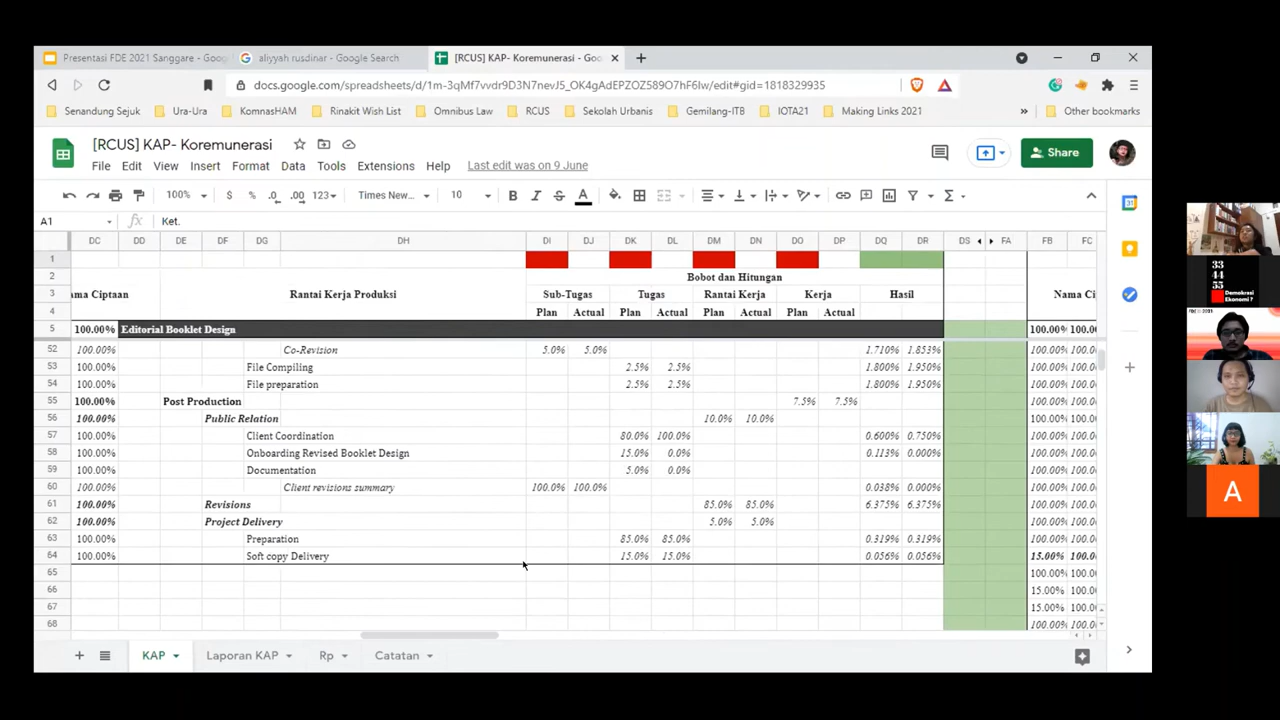 Presentasi FDE 2021 Sanggare - Goo
aliyyah rusdinar - Google Search
[RCUS] KAP- Koremunerasi - Goo
docs.google.com/spreadsheets/d/1m-3qMf7vvdr9D3N7nevJ5_OK4gAdEPZOZ589O7hF6Iw/edit#gid=1818329935
Senandung Sejuk Ura-Ura KomnasHAM Rinakit Wish List Omnibus Law RCUS Sekolah Urbanis Gemilang-ITB IOTA21 Making Links 2021 » Other bookmarks
[RCUS] KAP- Koremunerasi
File Edit View Insert Format Data Tools Extensions Help Last edit was on 9 June
Share
100% $ % .0 .00 123 Times New... 10 B I S A
A1 fx Ket.
DC DD DE DF DG DH DI DJ DK DL DM DN DO DP DQ DR DS FA FB FC
1
2 Bobot dan Hitungan
3 ama Ciptaan Rantai Kerja Produksi Sub-Tugas Tugas Rantai Kerja Kerja Hasil Nama Ci
4 Plan Actual Plan Actual Plan Actual Plan Actual
5 100.00% Editorial Booklet Design 100.00% 100.0
52 100.00% Co-Revision 5.0% 5.0% 1.710% 1.853% 100.00% 100.0
53 100.00% File Compiling 2.5% 2.5% 1.800% 1.950% 100.00% 100.0
54 100.00% File preparation 2.5% 2.5% 1.800% 1.950% 100.00% 100.0
55 100.00% Post Production 7.5% 7.5% 100.00% 100.0
56 100.00% Public Relation 10.0% 10.0% 100.00% 100.0
57 100.00% Client Coordination 80.0% 100.0% 0.600% 0.750% 100.00% 100.0
58 100.00% Onboarding Revised Booklet Design 15.0% 0.0% 0.113% 0.000% 100.00% 100.0
59 100.00% Documentation 5.0% 0.0% 100.00% 100.0
60 100.00% Client revisions summary 100.0% 100.0% 0.038% 0.000% 100.00% 100.0
61 100.00% Revisions 85.0% 85.0% 6.375% 6.375% 100.00% 100.0
62 100.00% Project Delivery 5.0% 5.0% 100.00% 100.0
63 100.00% Preparation 85.0% 85.0% 0.319% 0.319% 100.00% 100.0
64 100.00% Soft copy Delivery 15.0% 15.0% 0.056% 0.056% 15.00% 100.0
65 100.00% 100.0
66 15.00% 100.0
67 15.00% 100.0
68 100.00% 100.0
KAP Laporan KAP Rp Catatan
33
44
55
Demokrasi
Ekonomi ?
A